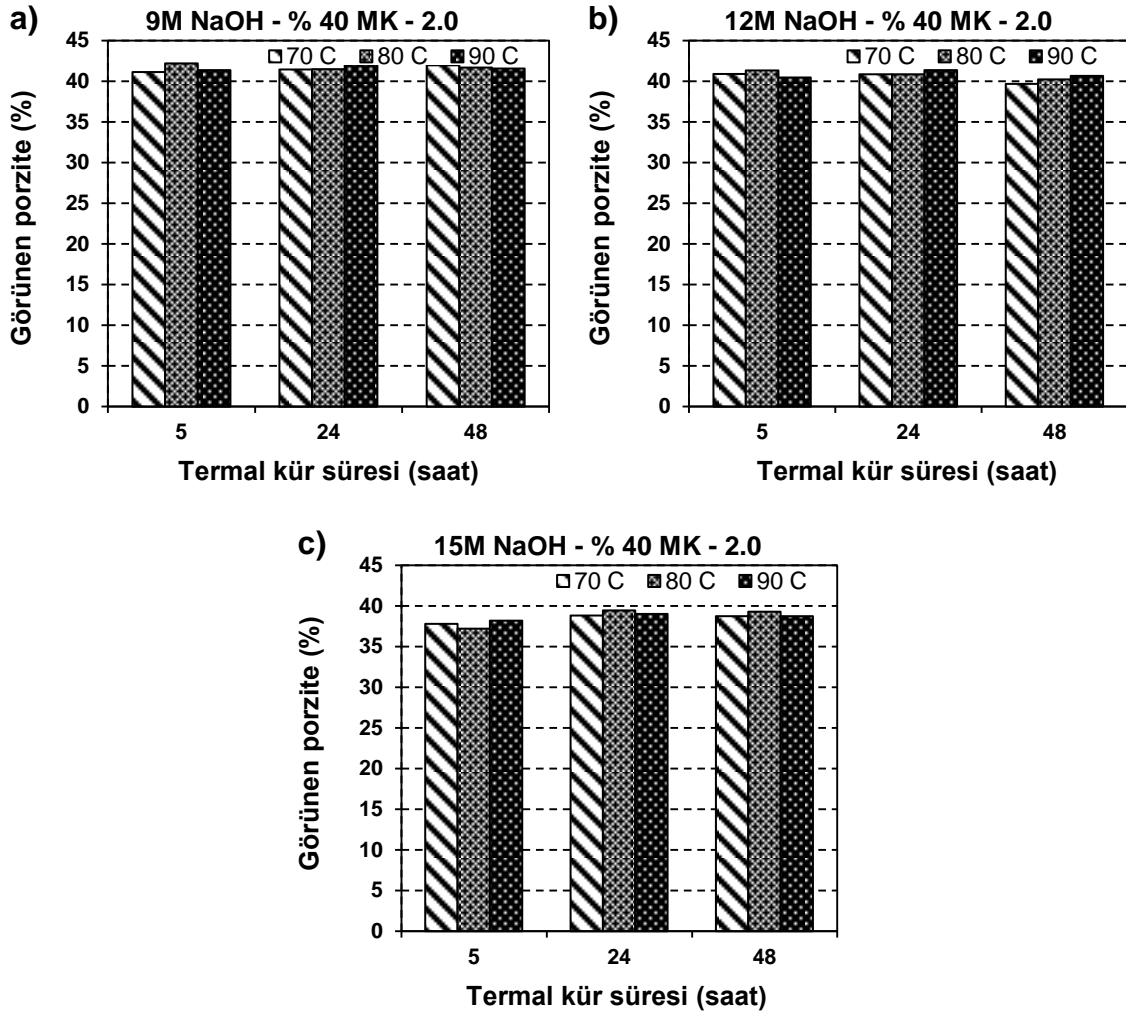 a)
9M NaOH - % 40 MK - 2.0
70 C 80 C 90 C
45
40
35
30
25
20
15
10
5
0
Görünen porzite (%)
5 24 48
Termal kür süresi (saat)
b)
12M NaOH - % 40 MK - 2.0
70 C 80 C 90 C
45
40
35
30
25
20
15
10
5
0
Görünen porzite (%)
5 24 48
Termal kür süresi (saat)
c)
15M NaOH - % 40 MK - 2.0
70 C 80 C 90 C
45
40
35
30
25
20
15
10
5
0
Görünen porzite (%)
5 24 48
Termal kür süresi (saat)